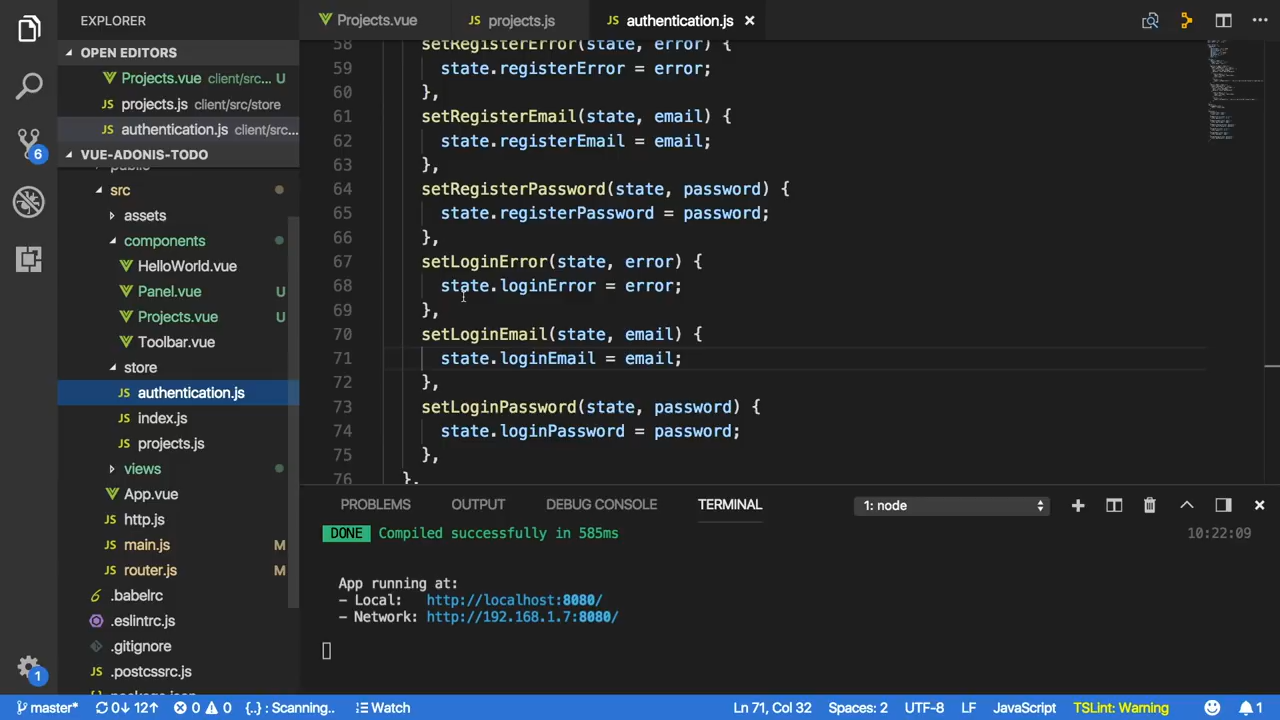 EXPLORER
OPEN EDITORS
Projects.vue client/src... U
projects.js client/src/store
authentication.js client/src...
VUE-ADONIS-TODO
public
src
assets
components
HelloWorld.vue
Panel.vue U
Projects.vue U
Toolbar.vue
store
authentication.js
index.js
projects.js
views
App.vue
http.js
main.js M
router.js M
.babelrc
.eslintrc.js
.gitignore
.postcssrc.js
package.json
6
1
Projects.vue projects.js authentication.js
58 setRegisterError(state, error) {
59 state.registerError = error;
60 },
61 setRegisterEmail(state, email) {
62 state.registerEmail = email;
63 },
64 setRegisterPassword(state, password) {
65 state.registerPassword = password;
66 },
67 setLoginError(state, error) {
68 state.loginError = error;
69 },
70 setLoginEmail(state, email) {
71 state.loginEmail = email;
72 },
73 setLoginPassword(state, password) {
74 state.loginPassword = password;
75 },
76 },
PROBLEMS OUTPUT DEBUG CONSOLE TERMINAL 1: node
DONE Compiled successfully in 585ms 10:22:09
App running at:
- Local: http://localhost:8080/
- Network: http://192.168.1.7:8080/
master* 0↓ 12↑ 0 0 {..} : Scanning.. Watch Ln 71, Col 32 Spaces: 2 UTF-8 LF JavaScript TSLint: Warning 1